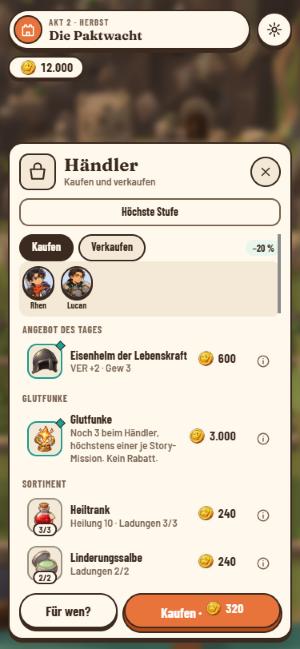 AKT 2 · HERBST
Die Paktwacht
12.000
Händler
Kaufen und verkaufen
Höchste Stufe
Kaufen
Verkaufen
-20 %
Rhen
Lucan
ANGEBOT DES TAGES
Eisenhelm der Lebenskraft
600
VER +2 · Gew 3
GLUTFUNKE
Glutfunke
Noch 3 beim Händler,
3.000
höchstens einer je Story-
Mission. Kein Rabatt.
SORTIMENT
Heiltrank
240
Heilung 10 · Ladungen 3/3
3/3
Linderungssalbe
240
Ladungen 2/2
2/2
Für wen?
Kaufen · 320